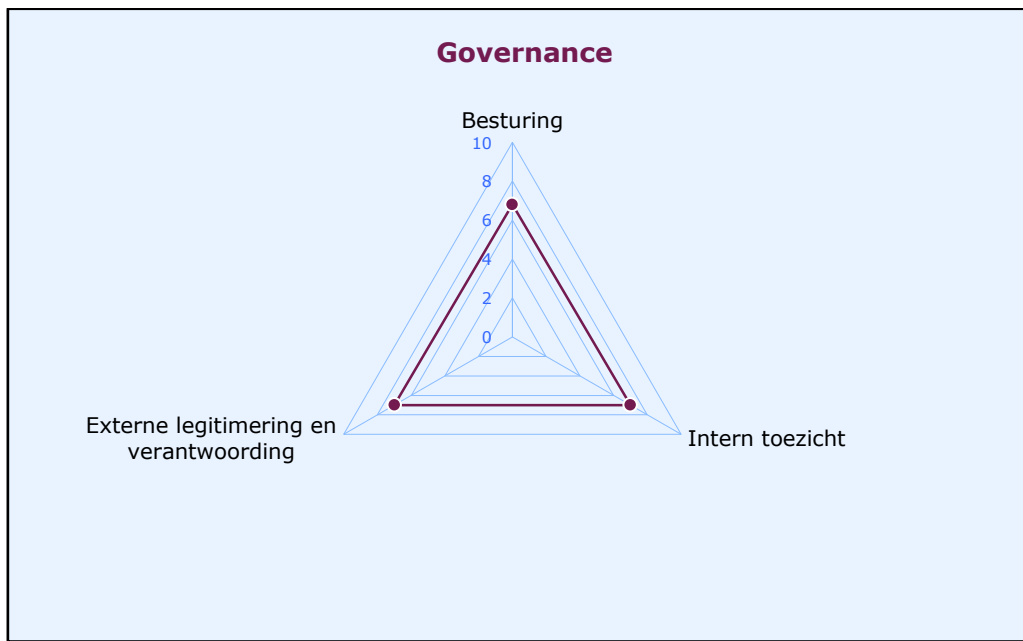 Governance
Besturing
10
8
6
4
2
0
Externe legitimering en
verantwoording
Intern toezicht